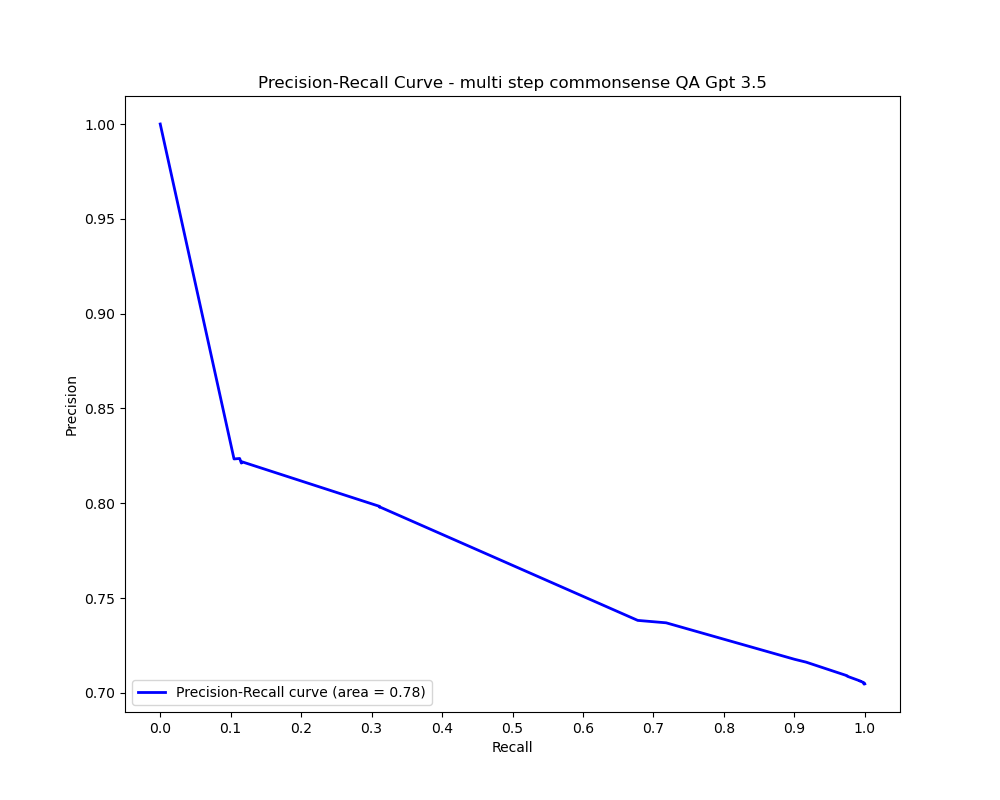 Precision-Recall Curve - multi step commonsense QA Gpt 3.5
1.00
0.95
0.90
0.85
0.80
0.75
0.70
Precision
Precision-Recall curve (area = 0.78)
0.0 0.1 0.2 0.3 0.4 0.5 0.6 0.7 0.8 0.9 1.0
Recall